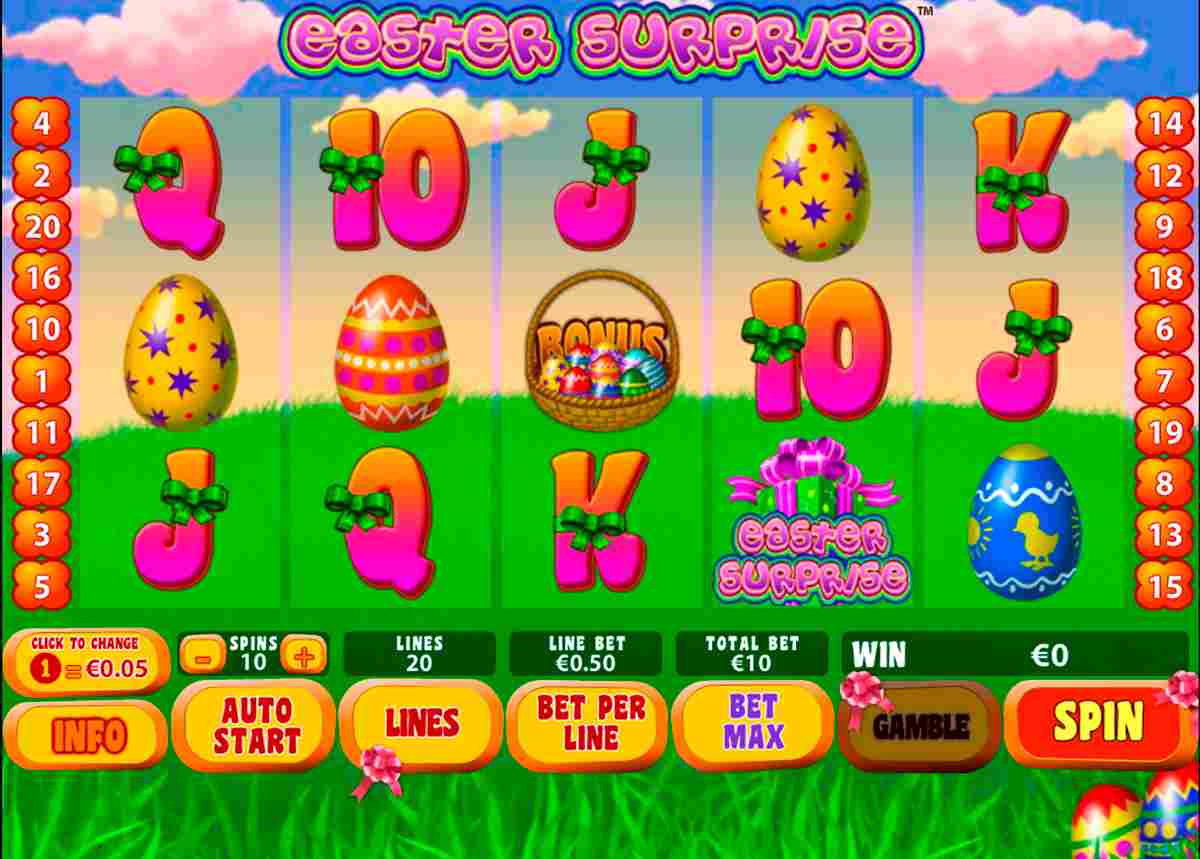 EASTER SURPRISE™
4
2
20
16
10
1
11
17
3
5
Q 10 J K
BONUS 10 J
J Q K
EASTER
SURPRISE
14
12
9
18
6
7
19
8
13
15
CLICK TO CHANGE
1 = €0.05
SPINS
- 10 +
LINES
20
LINE BET
€0.50
TOTAL BET
€10
WIN €0
INFO
AUTO
START
LINES
BET PER
LINE
BET
MAX
GAMBLE
SPIN